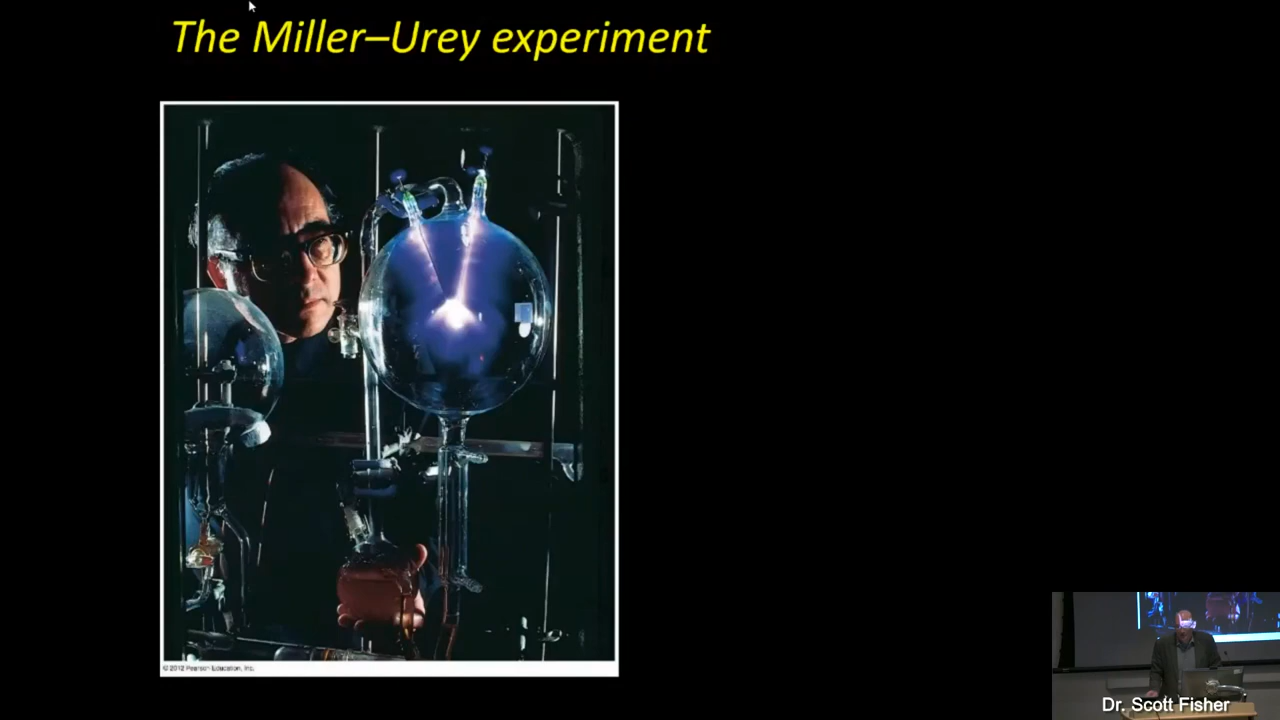 The Miller–Urey experiment
© 2012 Pearson Education, Inc.
Dr. Scott Fisher